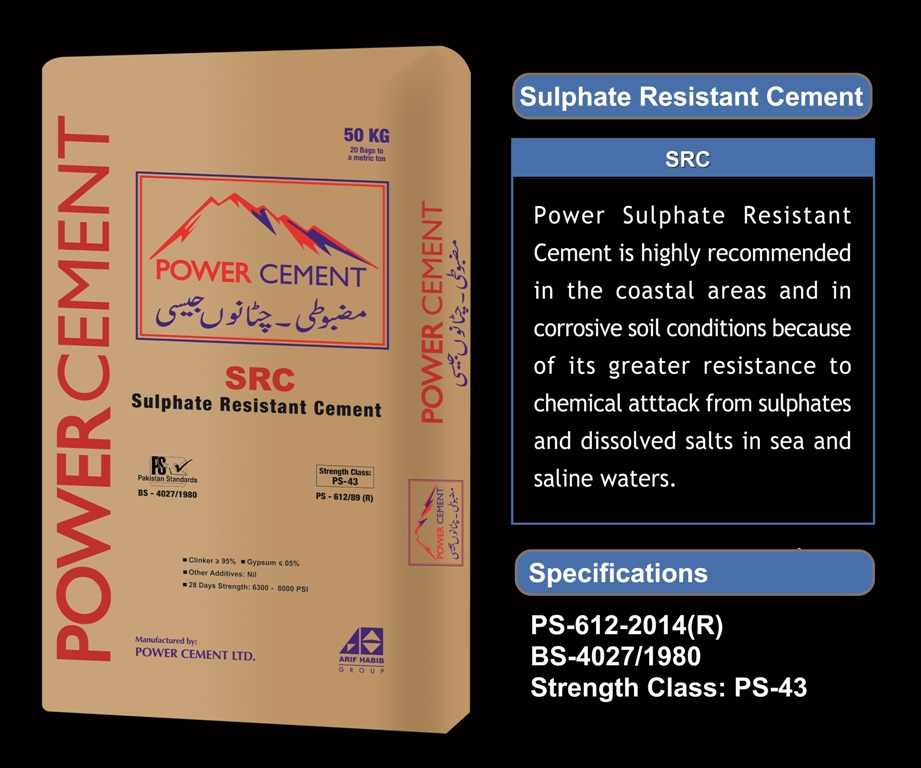 POWER CEMENT
50 KG
20 Bags to
a metric ton
POWER CEMENT
مضبوطی ۔ چٹانوں جیسی
SRC
Sulphate Resistant Cement
PS
Pakistan Standards
BS - 4027/1980
Strength Class:
PS-43
PS - 612/89 (R)
■ Clinker ≥ 95% ■ Gypsum ≤ 05%
■ Other Additives: Nil
■ 28 Days Strength: 6300 - 8000 PSI
Manufactured by:
POWER CEMENT LTD.
ARIF HABIB
GROUP
POWER CEMENT
مضبوطی ۔ چٹانوں جیسی
POWER CEMENT
مضبوطی ۔ چٹانوں جیسی
Sulphate Resistant Cement
SRC
Power Sulphate Resistant
Cement is highly recommended
in the coastal areas and in
corrosive soil conditions because
of its greater resistance to
chemical atttack from sulphates
and dissolved salts in sea and
saline waters.
Specifications
PS-612-2014(R)
BS-4027/1980
Strength Class: PS-43